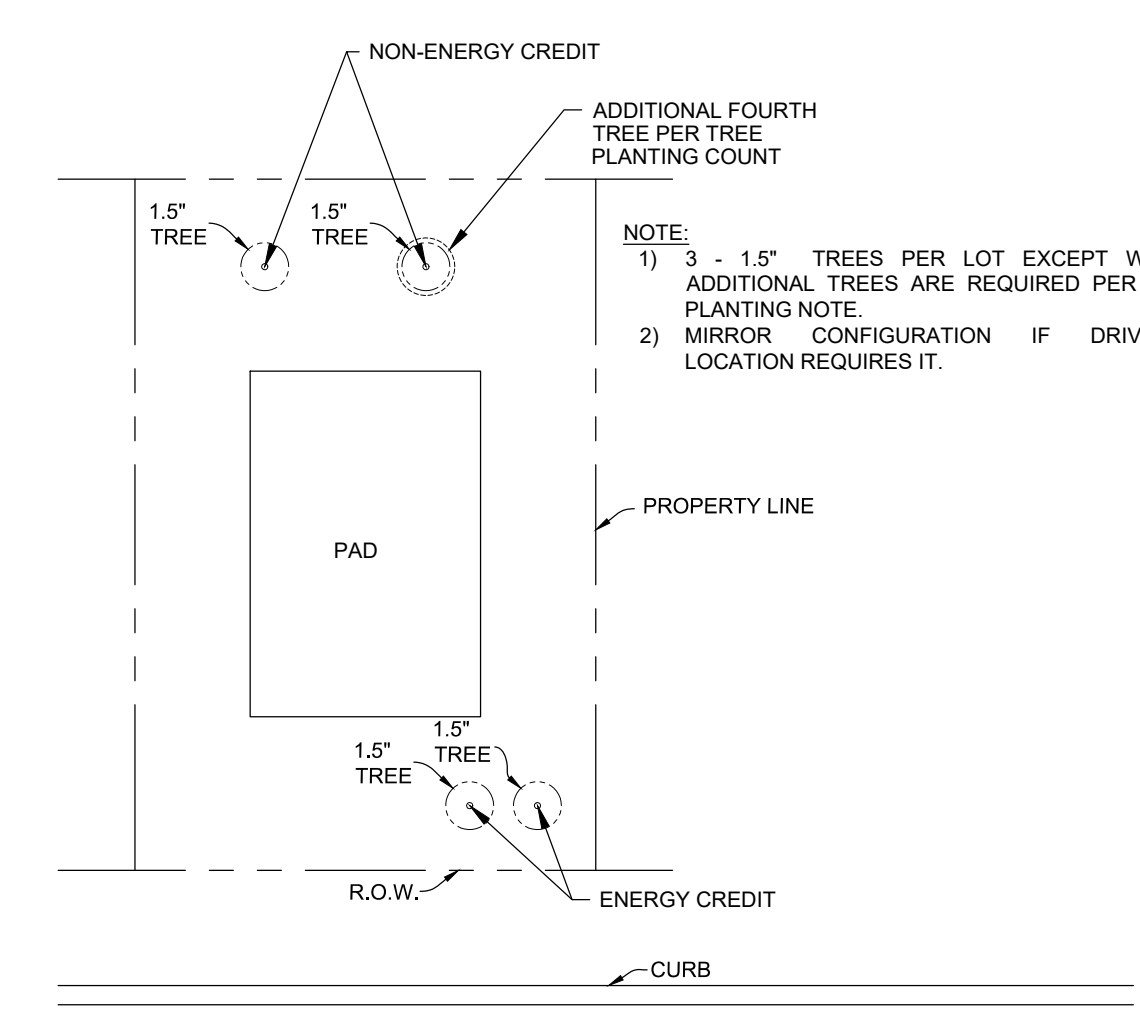 NON-ENERGY CREDIT
ADDITIONAL FOURTH
TREE PER TREE
PLANTING COUNT
1.5"
TREE
1.5"
TREE
NOTE:
1) 3 - 1.5" TREES PER LOT EXCEPT
ADDITIONAL TREES ARE REQUIRED PER
PLANTING NOTE.
2) MIRROR CONFIGURATION IF
LOCATION REQUIRES IT.
PROPERTY LINE
PAD
1.5"
TREE
1.5"
TREE
R.O.W.
ENERGY CREDIT
CURB